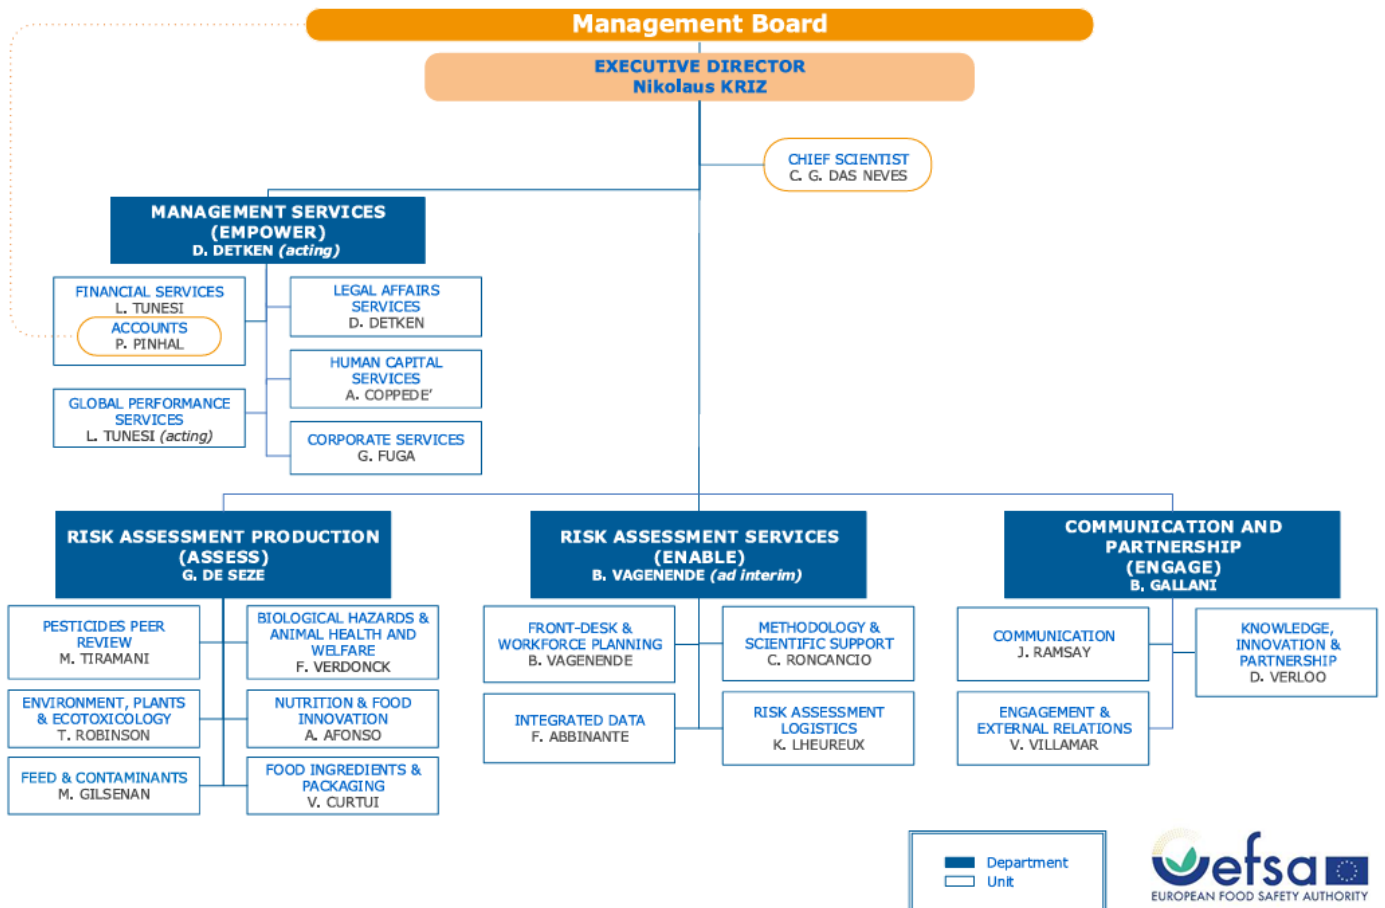 Management Board
EXECUTIVE DIRECTOR
Nikolaus KRIZ
CHIEF SCIENTIST
C. G. DAS NEVES
MANAGEMENT SERVICES
(EMPOWER)
D. DETKEN (acting)
FINANCIAL SERVICES
L. TUNESI
ACCOUNTS
P. PINHAL
LEGAL AFFAIRS
SERVICES
D. DETKEN
HUMAN CAPITAL
SERVICES
A. COPPEDE’
GLOBAL PERFORMANCE
SERVICES
L. TUNESI (acting)
CORPORATE SERVICES
G. FUGA
RISK ASSESSMENT PRODUCTION
(ASSESS)
G. DE SEZE
PESTICIDES PEER
REVIEW
M. TIRAMANI
BIOLOGICAL HAZARDS &
ANIMAL HEALTH AND
WELFARE
F. VERDONCK
ENVIRONMENT, PLANTS
& ECOTOXICOLOGY
T. ROBINSON
NUTRITION & FOOD
INNOVATION
A. AFONSO
FEED & CONTAMINANTS
M. GILSENAN
FOOD INGREDIENTS &
PACKAGING
V. CURTUI
RISK ASSESSMENT SERVICES
(ENABLE)
B. VAGENENDE (ad interim)
FRONT-DESK &
WORKFORCE PLANNING
B. VAGENENDE
METHODOLOGY &
SCIENTIFIC SUPPORT
C. RONCANCIO
INTEGRATED DATA
F. ABBINANTE
RISK ASSESSMENT
LOGISTICS
K. LHEUREUX
COMMUNICATION AND
PARTNERSHIP
(ENGAGE)
B. GALLANI
COMMUNICATION
J. RAMSAY
KNOWLEDGE,
INNOVATION &
PARTNERSHIP
D. VERLOO
ENGAGEMENT &
EXTERNAL RELATIONS
V. VILLAMAR
Department
Unit
efsa
EUROPEAN FOOD SAFETY AUTHORITY